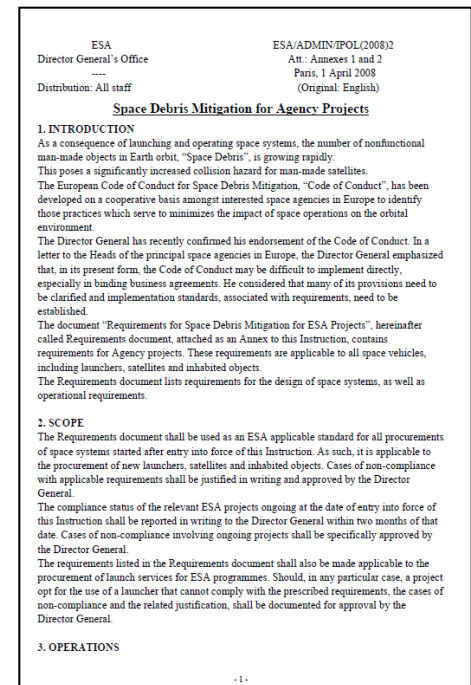 ESA
Director General's Office
----
Distribution: All staff
ESA/ADMIN/IPOL(2008)2
Att.: Annexes 1 and 2
Paris, 1 April 2008
(Original: English)
Space Debris Mitigation for Agency Projects
1. INTRODUCTION
As a consequence of launching and operating space systems, the number of nonfunctional
man-made objects in Earth orbit, “Space Debris”, is growing rapidly.
This poses a significantly increased collision hazard for man-made satellites.
The European Code of Conduct for Space Debris Mitigation, “Code of Conduct”, has been
developed on a cooperative basis amongst interested space agencies in Europe to identify
those practices which serve to minimizes the impact of space operations on the orbital
environment.
The Director General has recently confirmed his endorsement of the Code of Conduct. In a
letter to the Heads of the principal space agencies in Europe, the Director General emphasized
that, in its present form, the Code of Conduct may be difficult to implement directly,
especially in binding business agreements. He considered that many of its provisions need to
be clarified and implementation standards, associated with requirements, need to be
established.
The document “Requirements for Space Debris Mitigation for ESA Projects”, hereinafter
called Requirements document, attached as an Annex to this Instruction, contains
requirements for Agency projects. These requirements are applicable to all space vehicles,
including launchers, satellites and inhabited objects.
The Requirements document lists requirements for the design of space systems, as well as
operational requirements.
2. SCOPE
The Requirements document shall be used as an ESA applicable standard for all procurements
of space systems started after entry into force of this Instruction. As such, it is applicable to
the procurement of new launchers, satellites and inhabited objects. Cases of non-compliance
with applicable requirements shall be justified in writing and approved by the Director
General.
The compliance status of the relevant ESA projects ongoing at the date of entry into force of
this Instruction shall be reported in writing to the Director General within two months of that
date. Cases of non-compliance involving ongoing projects shall be specifically approved by
the Director General.
The requirements listed in the Requirements document shall also be made applicable to the
procurement of launch services for ESA programmes. Should, in any particular case, a project
opt for the use of a launcher that cannot comply with the prescribed requirements, the cases of
non-compliance and the related justification, shall be documented for approval by the
Director General.
3. OPERATIONS
- 1 -